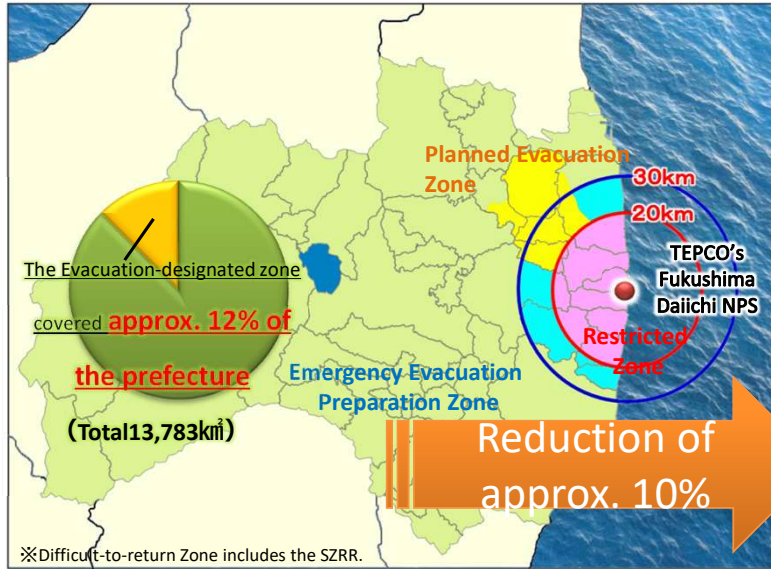 Planned Evacuation
Zone
30km
20km
TEPCO's
Fukushima
Daiichi NPS
The Evacuation-designated zone
covered approx. 12% of
the prefecture
(Total13,783㎢)
Restricted
Zone
Emergency Evacuation
Preparation Zone
Reduction of
approx. 10%
※Difficult-to-return Zone includes the SZRR.